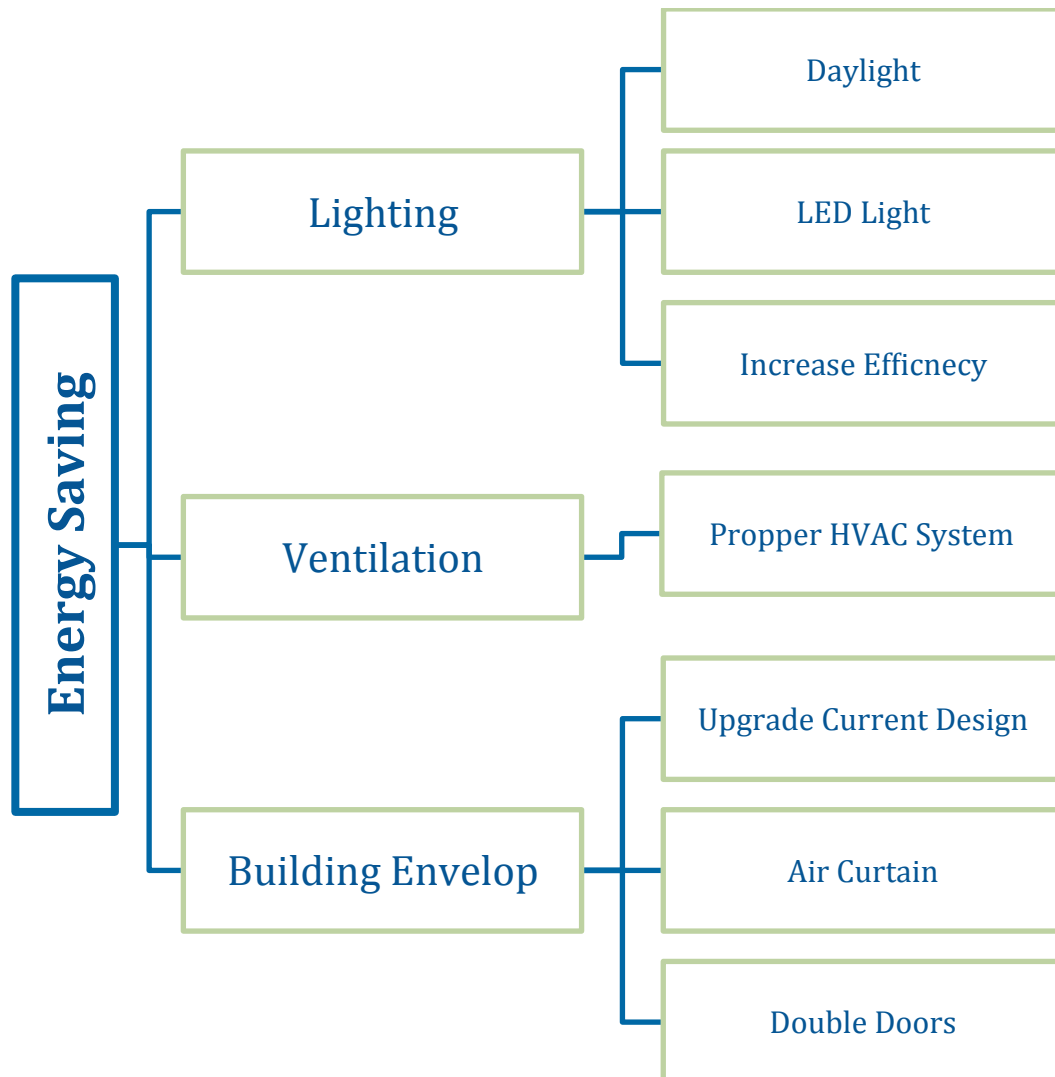 Energy Saving
Lighting
Daylight
LED Light
Increase Efficnecy
Ventilation
Propper HVAC System
Building Envelop
Upgrade Current Design
Air Curtain
Double Doors